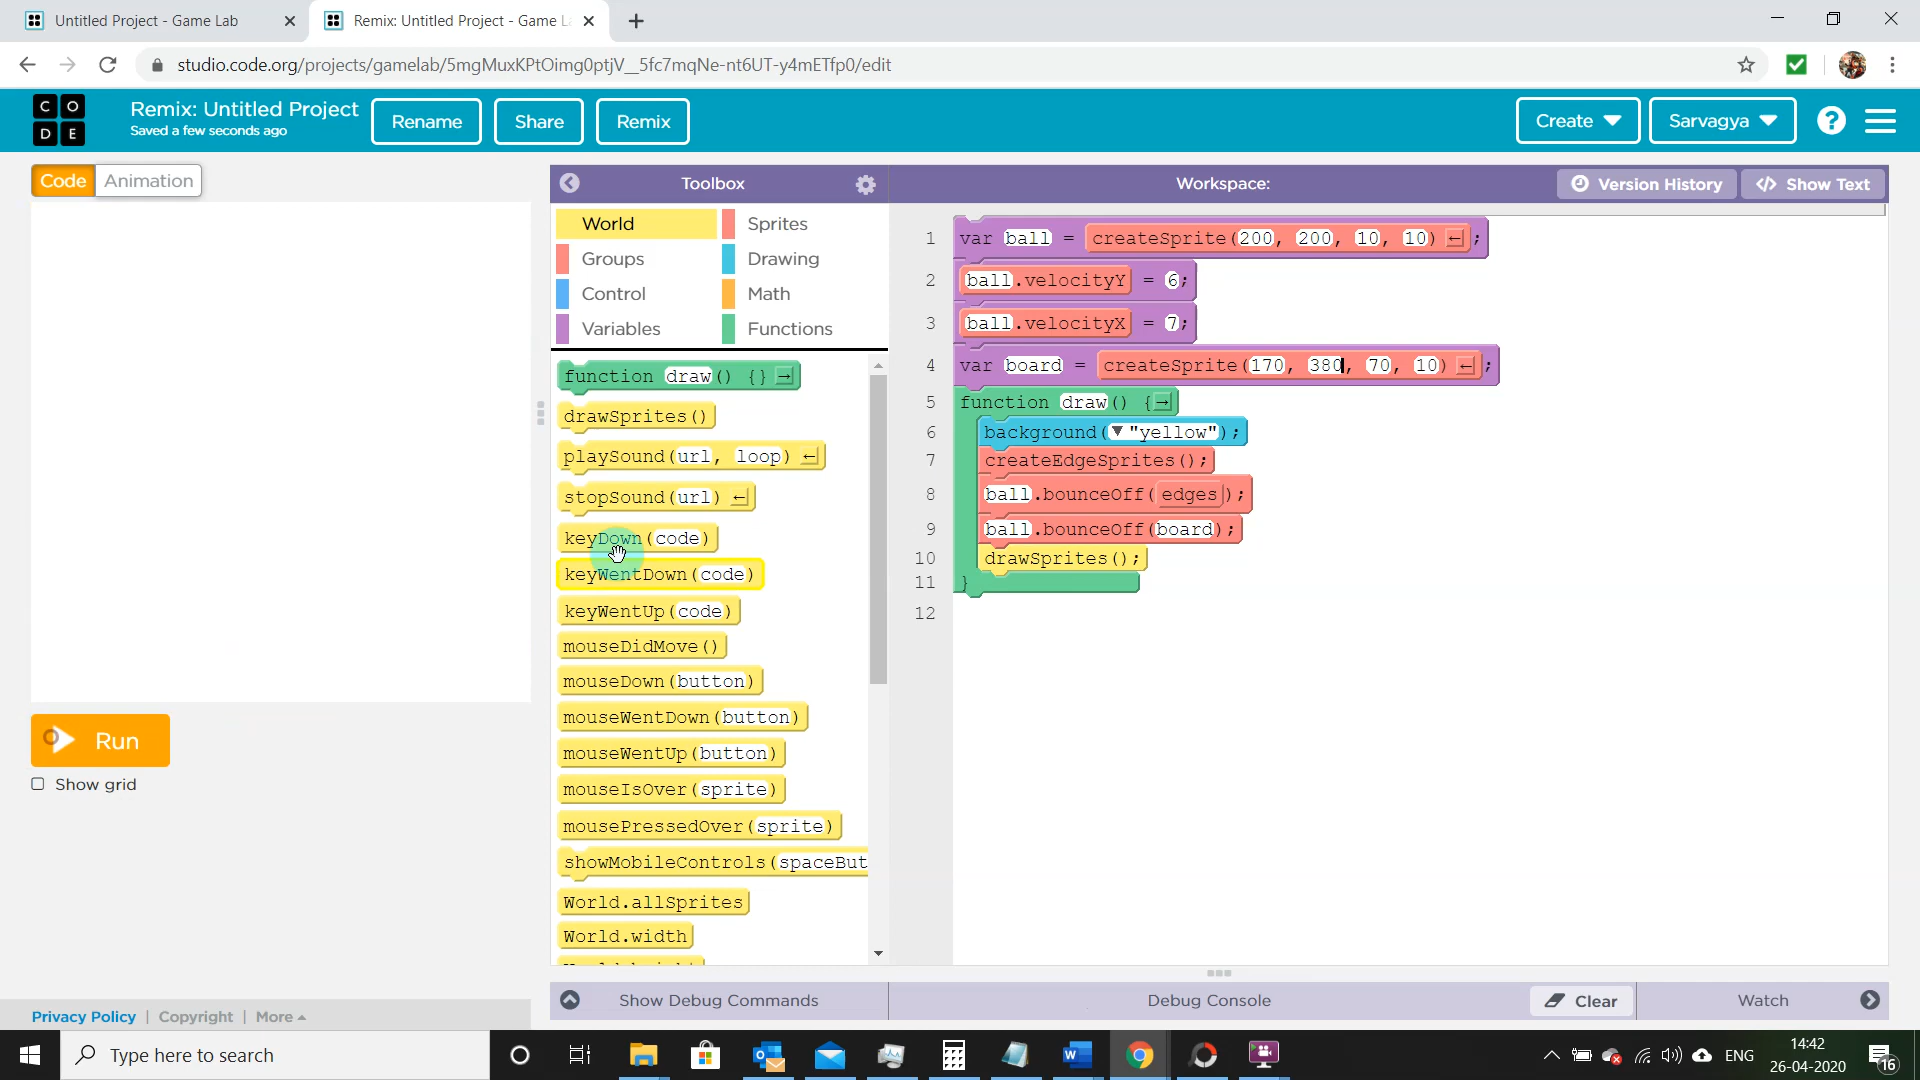 Untitled Project - Game Lab
Remix: Untitled Project - Game L
studio.code.org/projects/gamelab/5mgMuxKPtOimg0ptjV__5fc7mqNe-nt6UT-y4mETfp0/edit
CODE
Remix: Untitled Project
Saved a few seconds ago
Rename
Share
Remix
Create
Sarvagya
?
Code
Animation
Toolbox
Workspace:
Version History
</> Show Text
World
Sprites
Groups
Drawing
Control
Math
Variables
Functions
function draw() {}
drawSprites()
playSound(url, loop)
stopSound(url)
keyDown(code)
keyWentDown(code)
keyWentUp(code)
mouseDidMove()
mouseDown(button)
mouseWentDown(button)
mouseWentUp(button)
mouseIsOver(sprite)
mousePressedOver(sprite)
showMobileControls(spaceBut
World.allSprites
World.width
1 var ball = createSprite(200, 200, 10, 10);
2 ball.velocityY = 6;
3 ball.velocityX = 7;
4 var board = createSprite(170, 380, 70, 10);
5 function draw() {
6 background("yellow");
7 createEdgeSprites();
8 ball.bounceOff(edges);
9 ball.bounceOff(board);
10 drawSprites();
11 }
12
Run
Show grid
Privacy Policy | Copyright | More
Show Debug Commands
Debug Console
Clear
Watch
Type here to search
ENG
14:42
26-04-2020
16